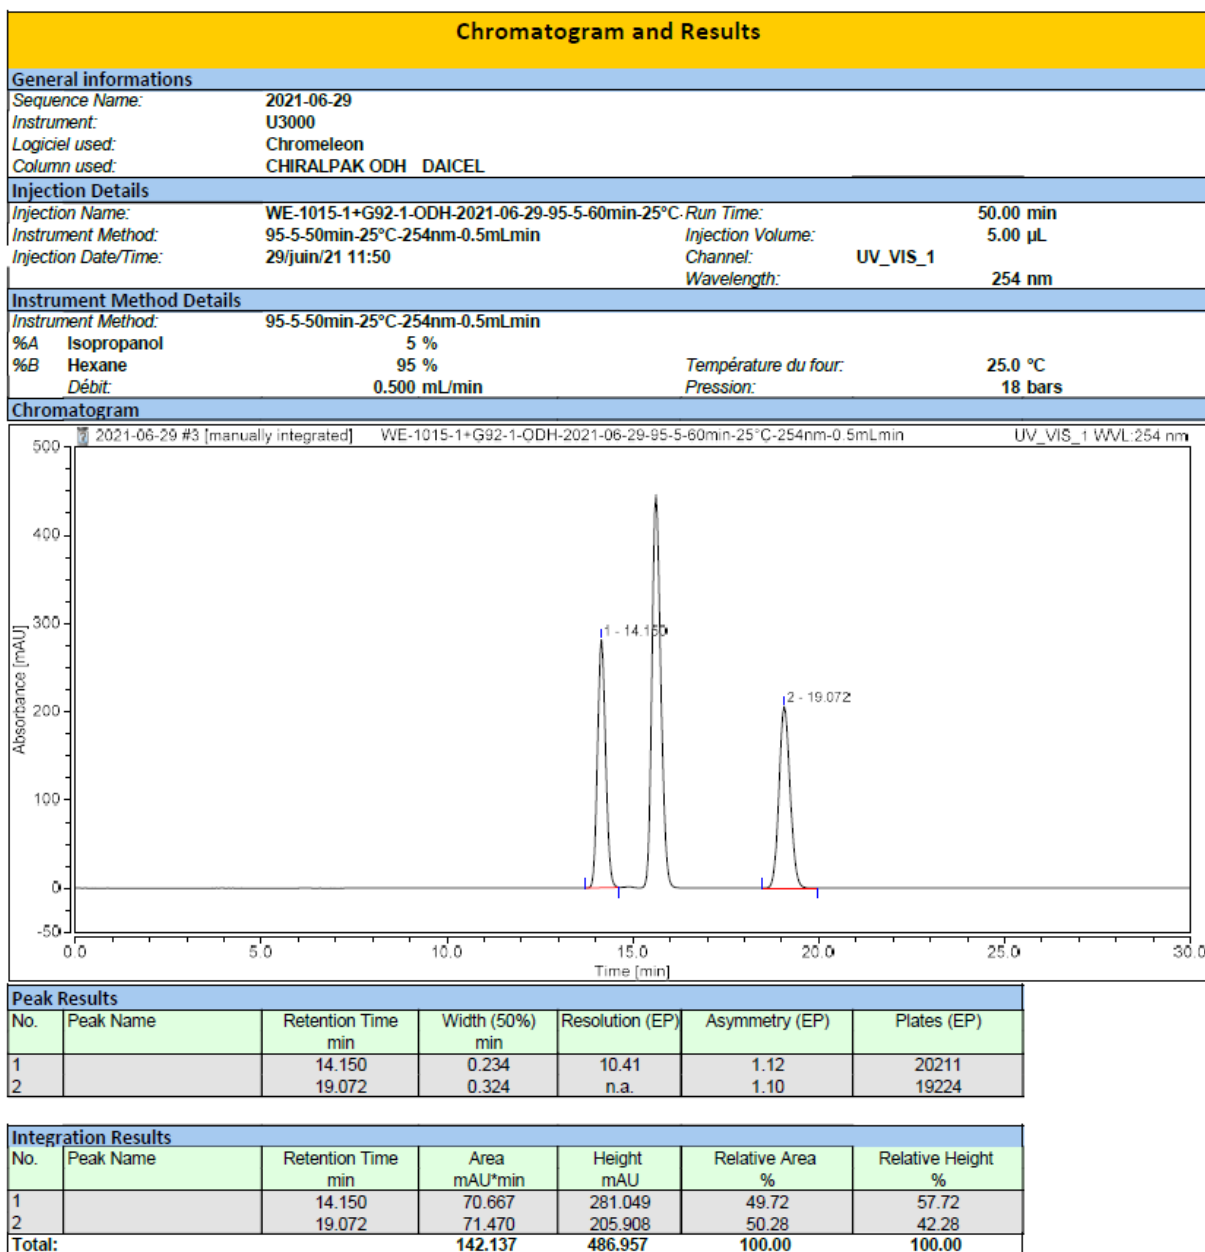 Chromatogram and Results
General informations
Sequence Name: 2021-06-29
Instrument: U3000
Logiciel used: Chromeleon
Column used: CHIRALPAK ODH DAICEL
Injection Details
Injection Name: WE-1015-1+G92-1-ODH-2021-06-29-95-5-60min-25°C- Run Time: 50.00 min
Instrument Method: 95-5-50min-25°C-254nm-0.5mLmin Injection Volume: 5.00 µL
Injection Date/Time: 29/juin/21 11:50 Channel: UV_VIS_1
Wavelength: 254 nm
Instrument Method Details
Instrument Method: 95-5-50min-25°C-254nm-0.5mLmin
%A Isopropanol 5 %
%B Hexane 95 % Température du four: 25.0 °C
Débit: 0.500 mL/min Pression: 18 bars
Chromatogram
2021-06-29 #3 [manually integrated] WE-1015-1+G92-1-ODH-2021-06-29-95-5-60min-25°C-254nm-0.5mLmin UV_VIS_1 WVL:254 nm
500
400
300
200
100
0
-50
Absorbance [mAU]
1 - 14.150
2 - 19.072
0.0 5.0 10.0 15.0 20.0 25.0 30.0
Time [min]
Peak Results
No. Peak Name Retention Time Width (50%) Resolution (EP) Asymmetry (EP) Plates (EP)
min min
1 14.150 0.234 10.41 1.12 20211
2 19.072 0.324 n.a. 1.10 19224
Integration Results
No. Peak Name Retention Time Area Height Relative Area Relative Height
min mAU*min mAU % %
1 14.150 70.667 281.049 49.72 57.72
2 19.072 71.470 205.908 50.28 42.28
Total: 142.137 486.957 100.00 100.00